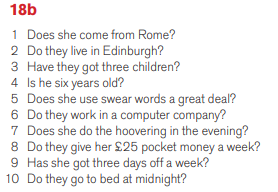 18b
1 Does she come from Rome?
2 Do they live in Edinburgh?
3 Have they got three children?
4 Is he six years old?
5 Does she use swear words a great deal?
6 Do they work in a computer company?
7 Does she do the hoovering in the evening?
8 Do they give her £25 pocket money a week?
9 Has she got three days off a week?
10 Do they go to bed at midnight?